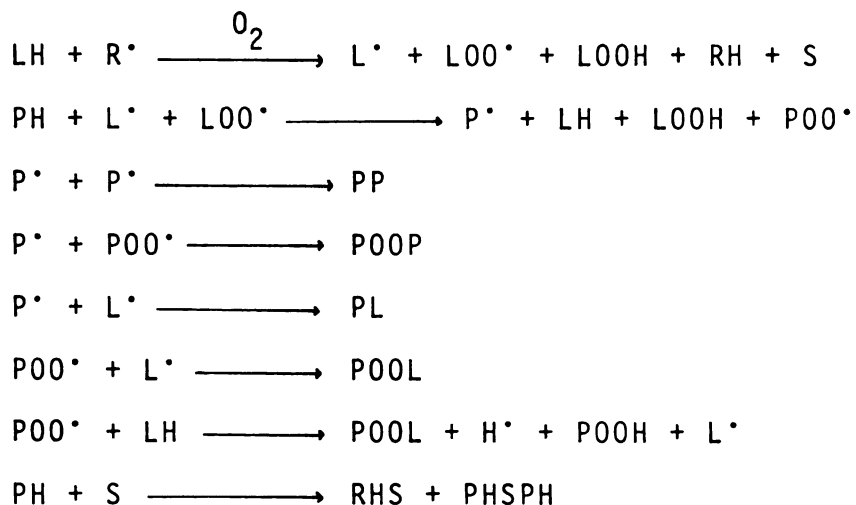 LH + R• —O₂→ L• + LOO• + LOOH + RH + S
PH + L• + LOO• ⟶ P• + LH + LOOH + POO•
P• + P• ⟶ PP
P• + POO• ⟶ POOP
P• + L• ⟶ PL
POO• + L• ⟶ POOL
POO• + LH ⟶ POOL + H• + POOH + L•
PH + S ⟶ RHS + PHSPH